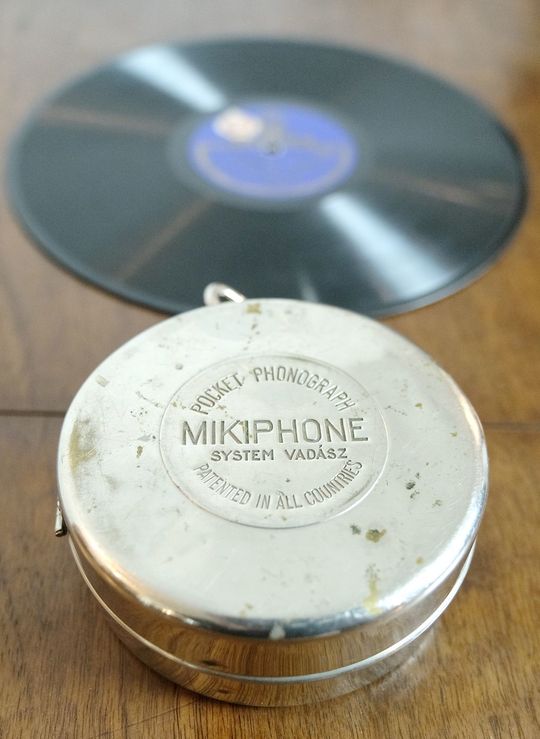 POCKET PHONOGRAPH
MIKIPHONE
SYSTEM VADÁSZ
PATENTED IN ALL COUNTRIES